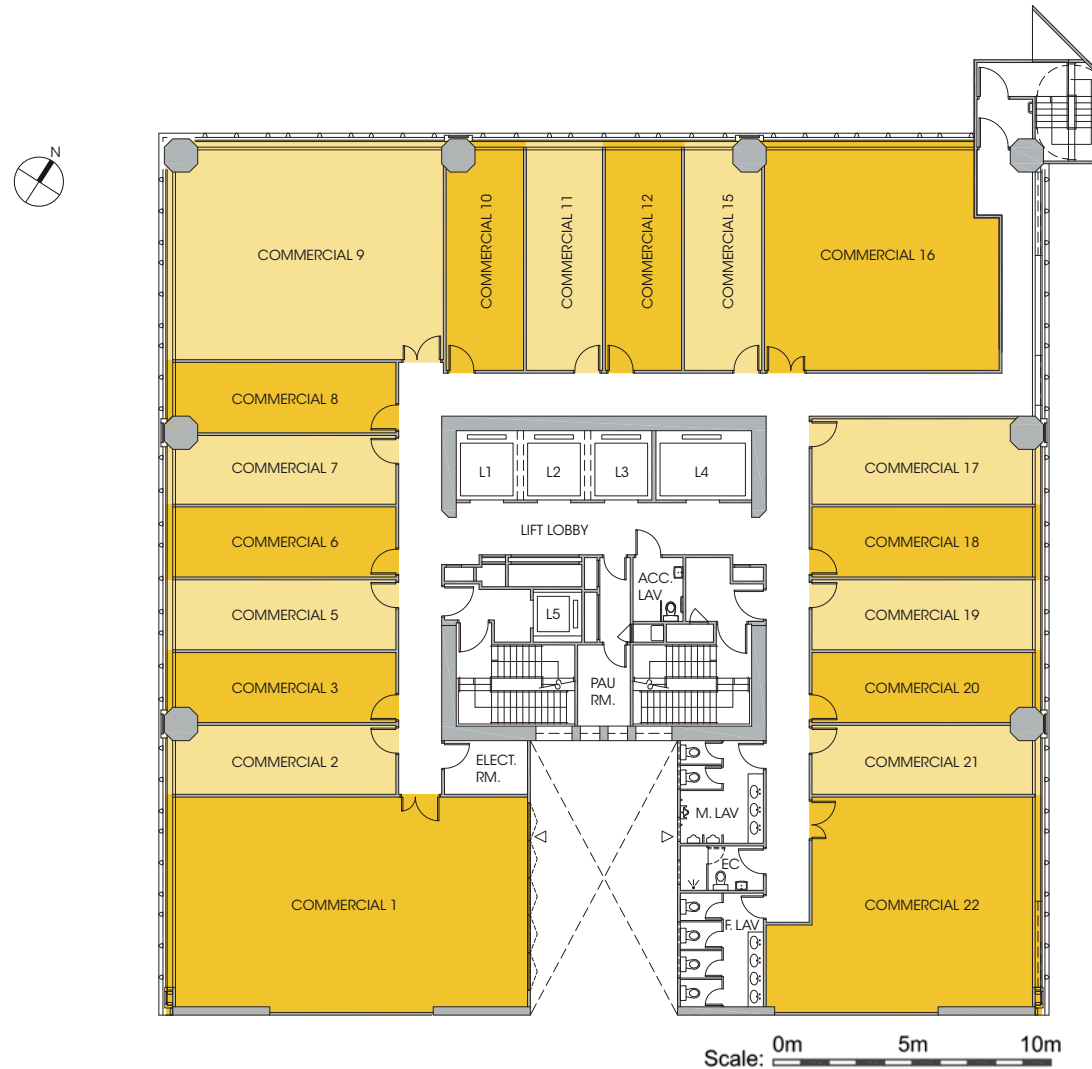 N
COMMERCIAL 9
COMMERCIAL 10
COMMERCIAL 11
COMMERCIAL 12
COMMERCIAL 15
COMMERCIAL 16
COMMERCIAL 8
COMMERCIAL 7
COMMERCIAL 6
COMMERCIAL 5
COMMERCIAL 3
COMMERCIAL 2
COMMERCIAL 1
L1
L2
L3
L4
LIFT LOBBY
ACC.
LAV
L5
PAU
RM.
ELECT.
RM.
M. LAV
EC
F. LAV
COMMERCIAL 17
COMMERCIAL 18
COMMERCIAL 19
COMMERCIAL 20
COMMERCIAL 21
COMMERCIAL 22
Scale: 0m 5m 10m